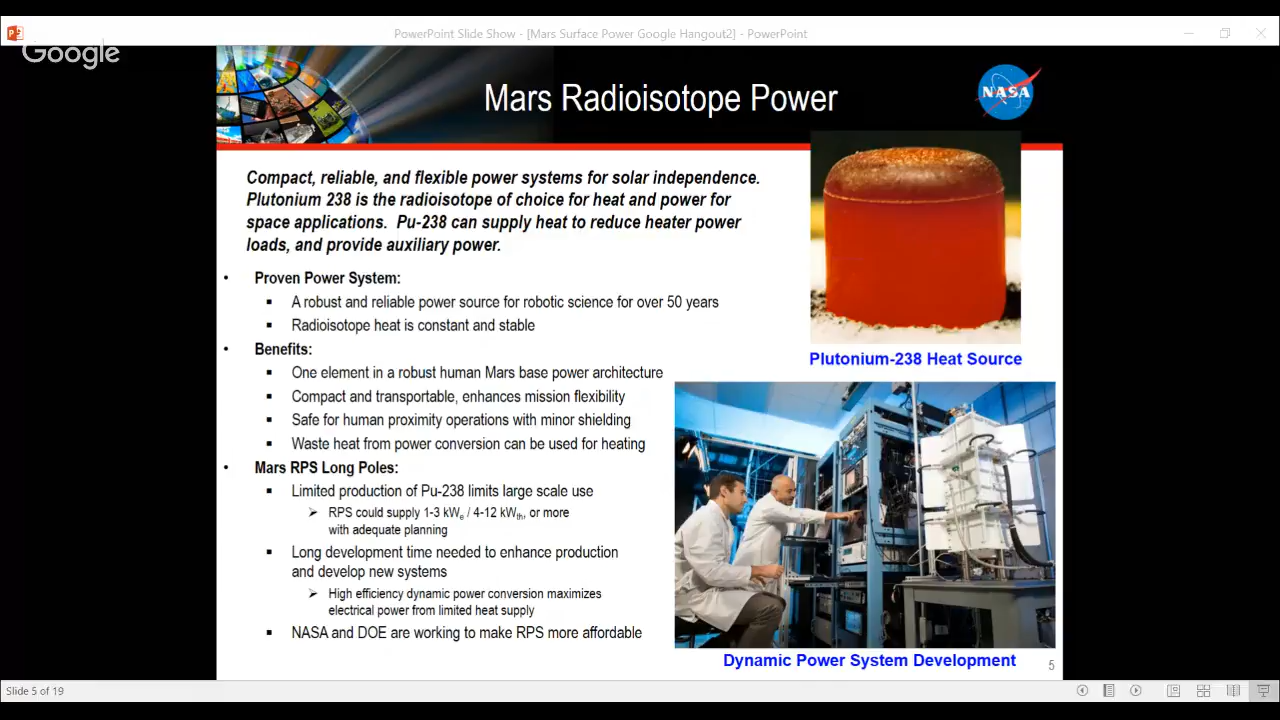 PowerPoint Slide Show - [Mars Surface Power Google Hangout2] - PowerPoint
Google
Mars Radioisotope Power
NASA
Compact, reliable, and flexible power systems for solar independence.
Plutonium 238 is the radioisotope of choice for heat and power for
space applications. Pu-238 can supply heat to reduce heater power
loads, and provide auxiliary power.
• Proven Power System:
▪ A robust and reliable power source for robotic science for over 50 years
▪ Radioisotope heat is constant and stable
• Benefits:
▪ One element in a robust human Mars base power architecture
▪ Compact and transportable, enhances mission flexibility
▪ Safe for human proximity operations with minor shielding
▪ Waste heat from power conversion can be used for heating
• Mars RPS Long Poles:
▪ Limited production of Pu-238 limits large scale use
➢ RPS could supply 1-3 kWe / 4-12 kWth, or more
with adequate planning
▪ Long development time needed to enhance production
and develop new systems
➢ High efficiency dynamic power conversion maximizes
electrical power from limited heat supply
▪ NASA and DOE are working to make RPS more affordable
Plutonium-238 Heat Source
Dynamic Power System Development
5
Slide 5 of 19